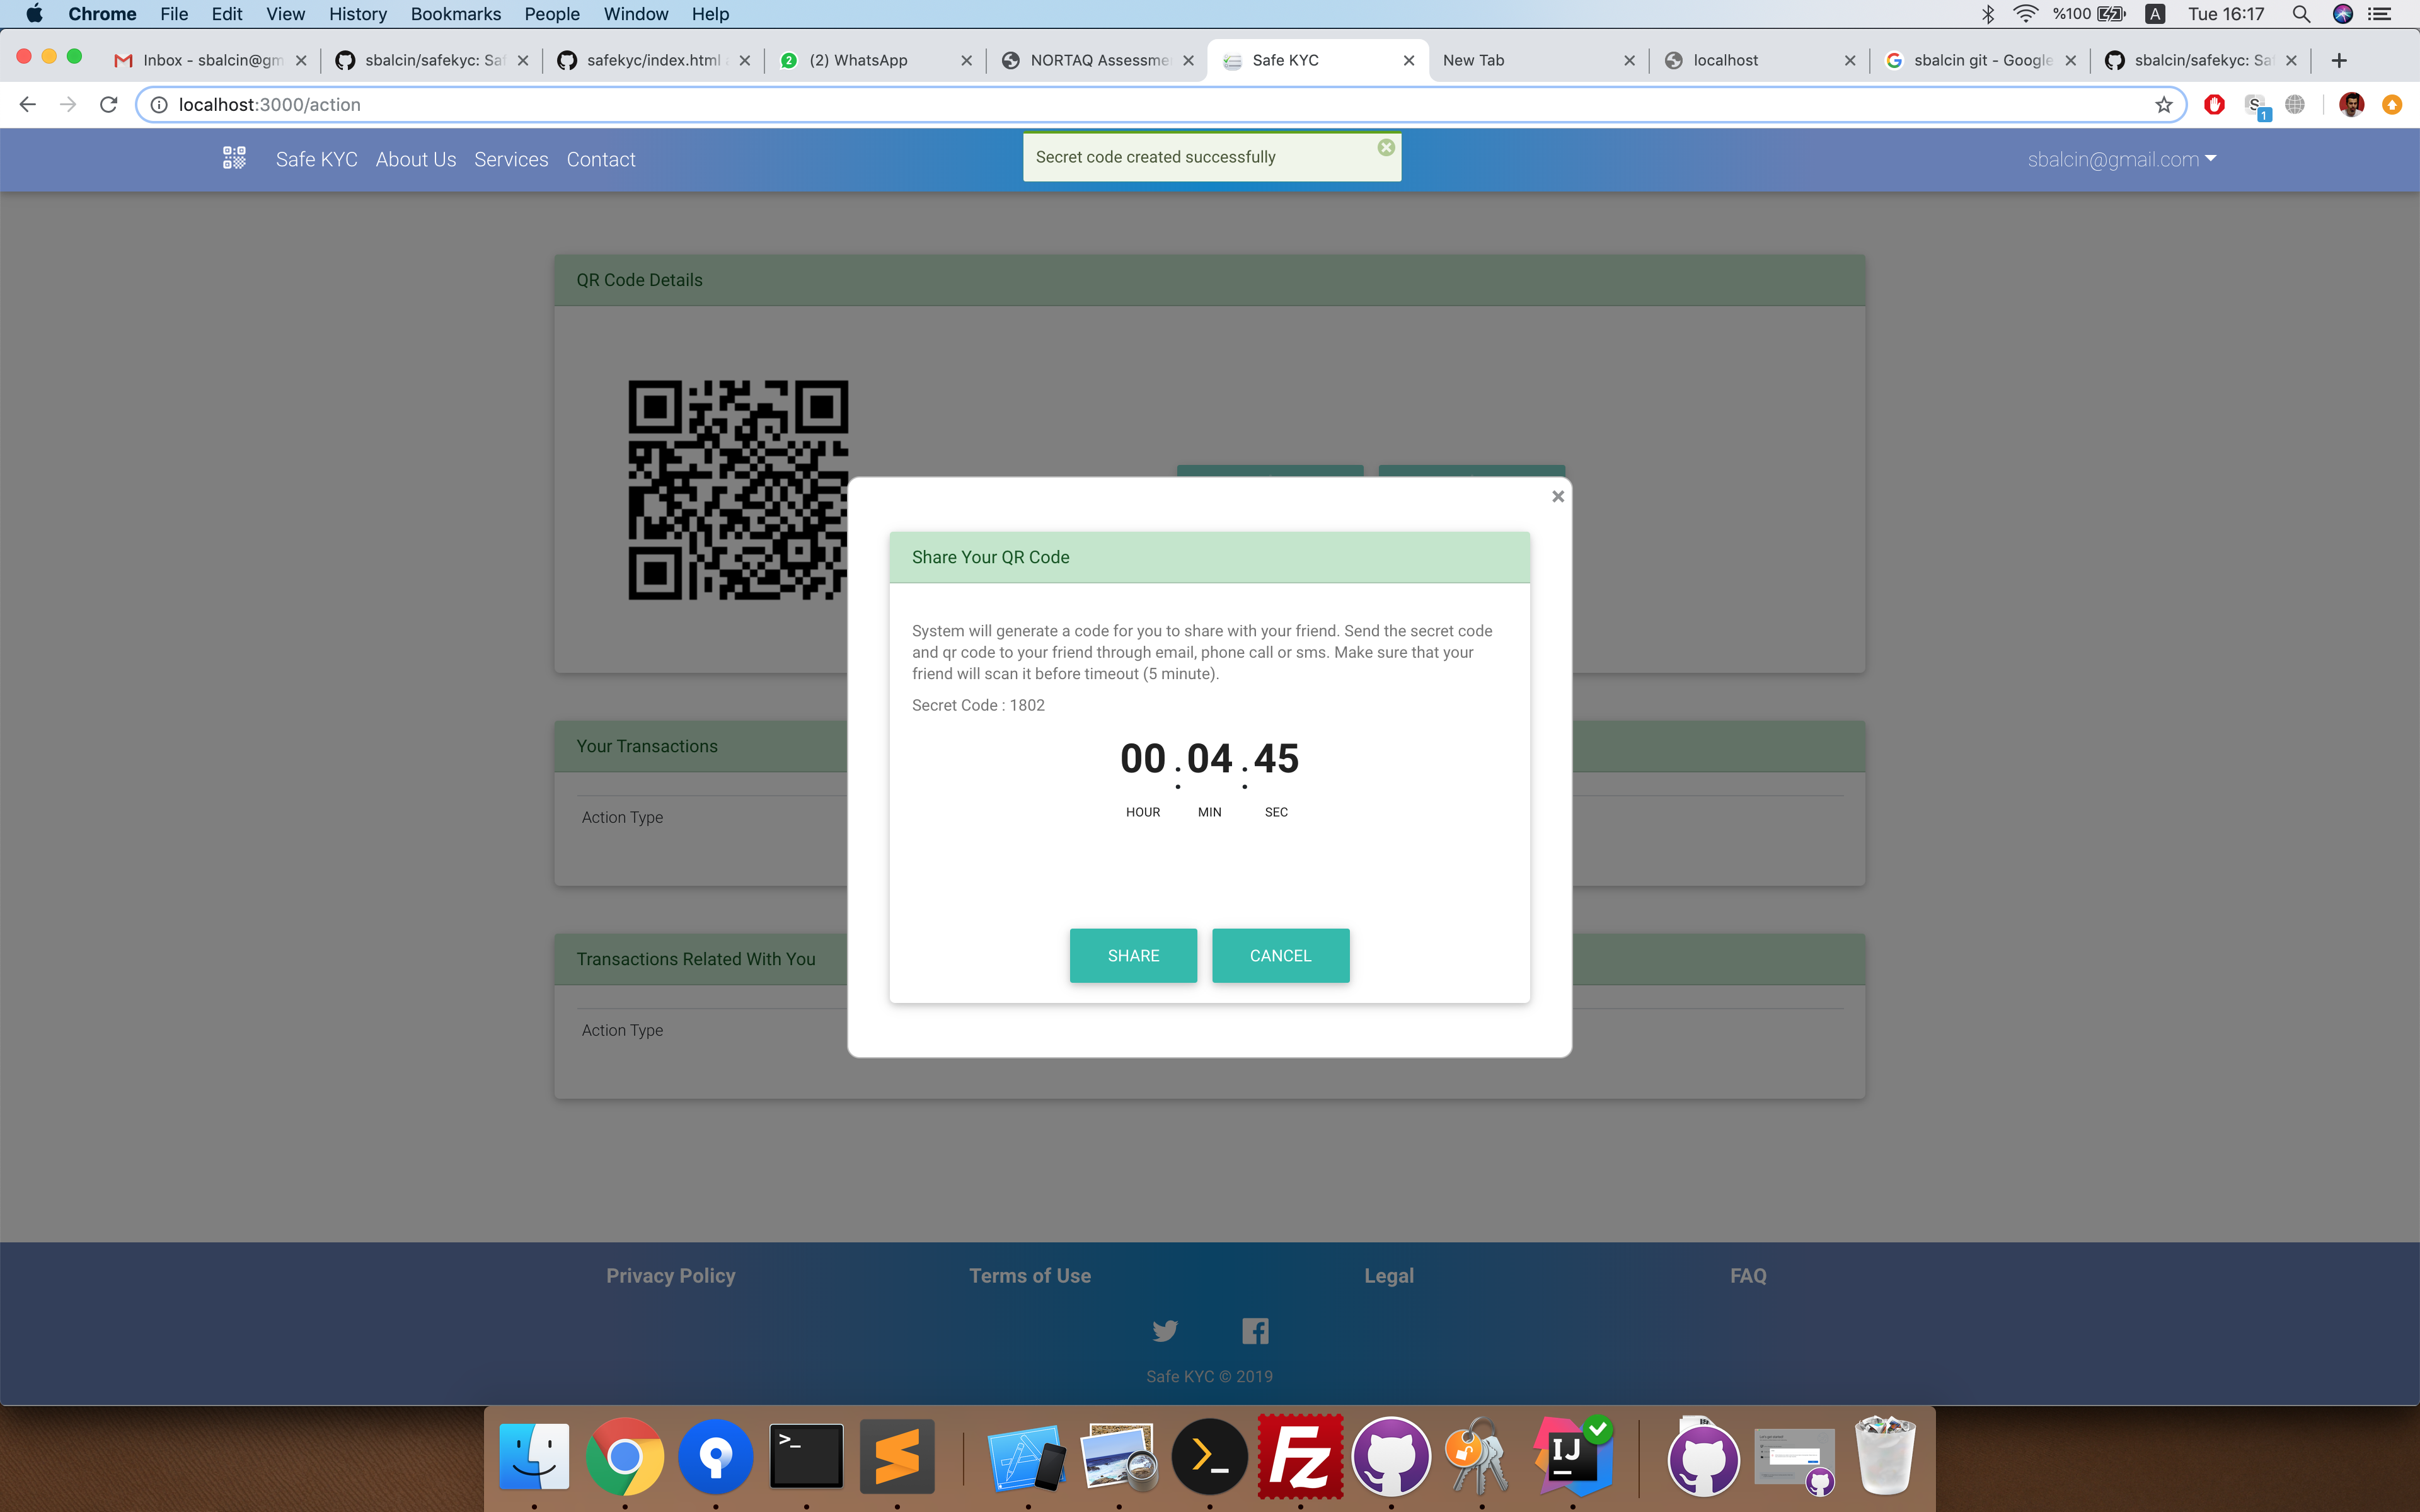 Chrome File Edit View History Bookmarks People Window Help %100 A Tue 16:17
Inbox - sbalcin@gm sbalcin/safekyc: Saf safekyc/index.html 2 (2) WhatsApp NORTAQ Assessme Safe KYC New Tab localhost sbalcin git - Google sbalcin/safekyc: Saf
localhost:3000/action S 1
Safe KYC About Us Services Contact Secret code created successfully sbalcin@gmail.com
QR Code Details
Share Your QR Code
System will generate a code for you to share with your friend. Send the secret code
and qr code to your friend through email, phone call or sms. Make sure that your
friend will scan it before timeout (5 minute).
Secret Code : 1802
00 : 04 : 45
HOUR MIN SEC
SHARE CANCEL
Your Transactions
Action Type
Transactions Related With You
Action Type
Privacy Policy Terms of Use Legal FAQ
Safe KYC © 2019
>_ >_ Fz IJ